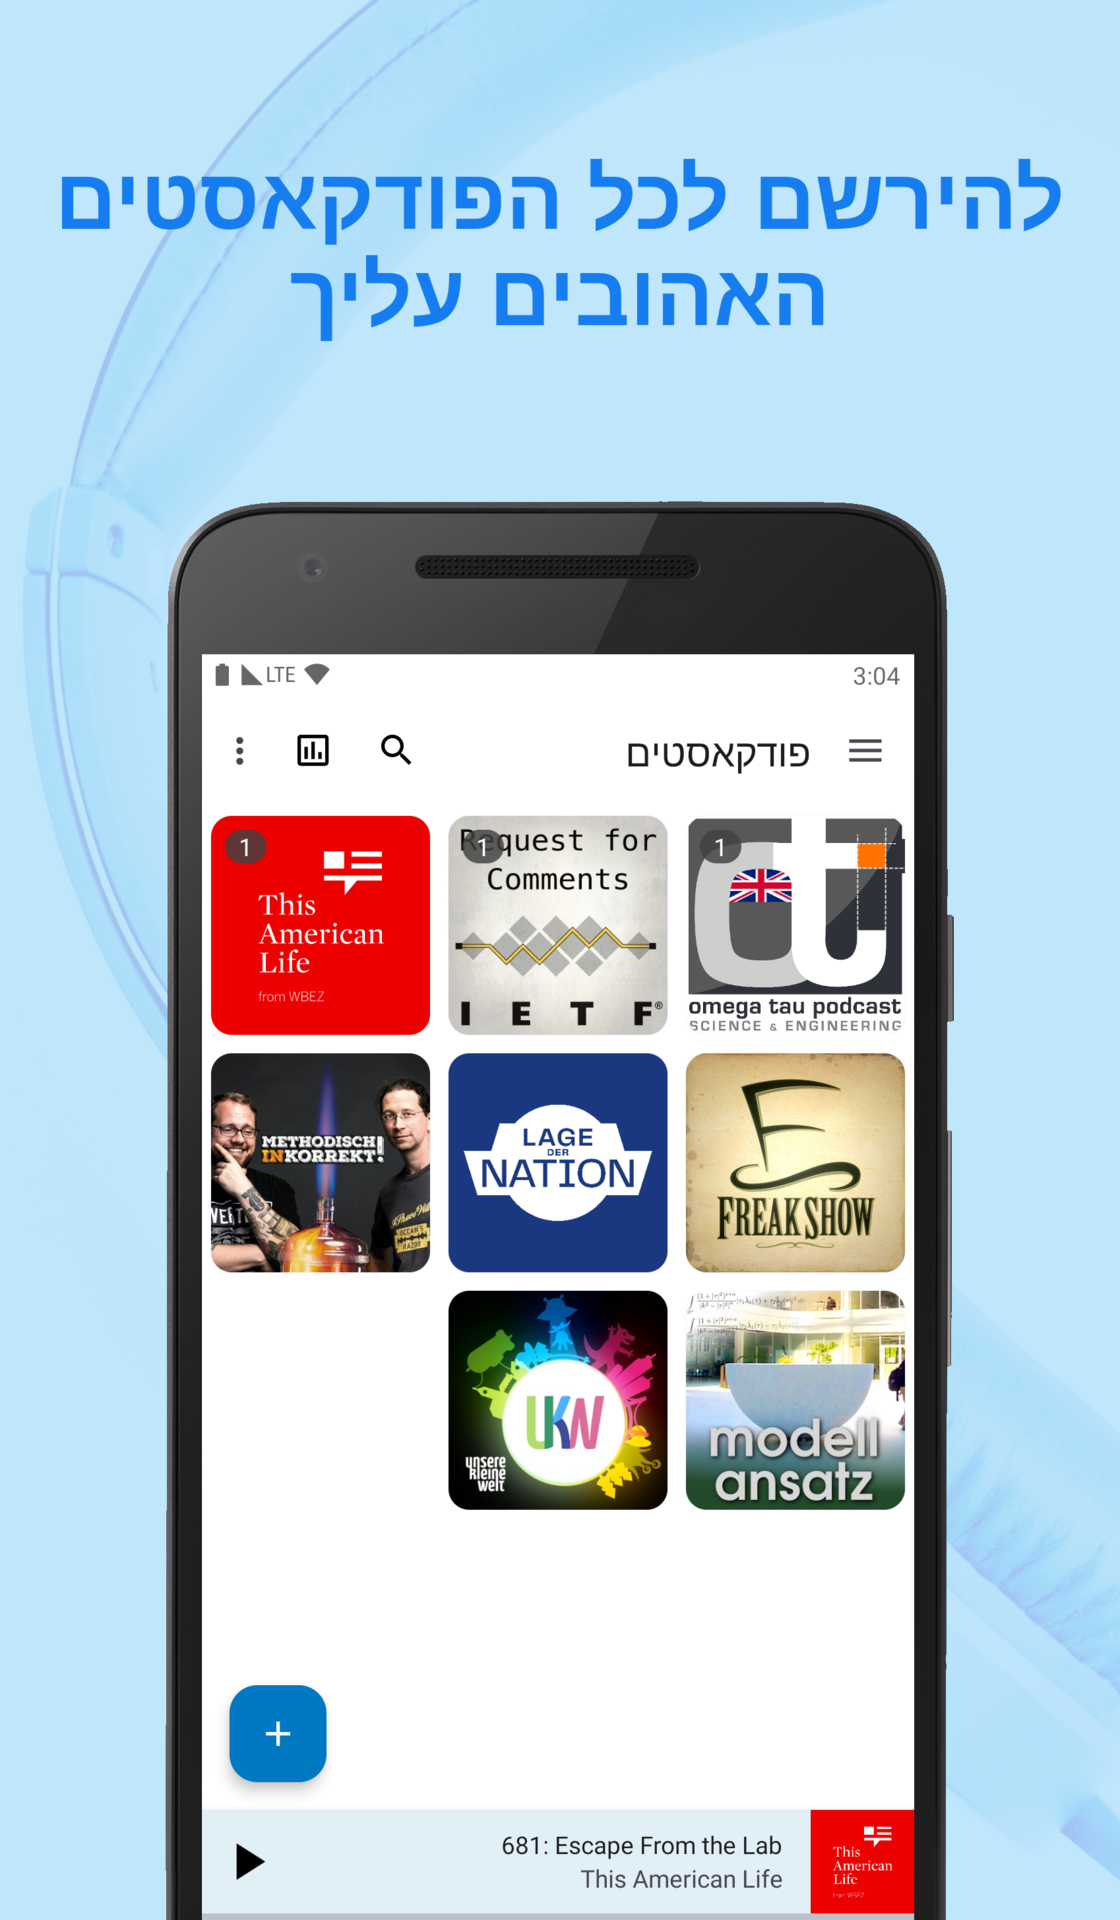 להירשם לכל הפודקאסטים
האהובים עליך
LTE
3:04
פודקאסטים
1
omega tau podcast
SCIENCE & ENGINEERING
1
Request for
Comments
I E T F®
1
This
American
Life
from WBEZ
FREAK SHOW
LAGE
DER
NATION
METHODISCH
INKORREKT!
modell
ansatz
UKW
unsere
kleine
welt
681: Escape From the Lab
This American Life
This
American
Life
from WBEZ